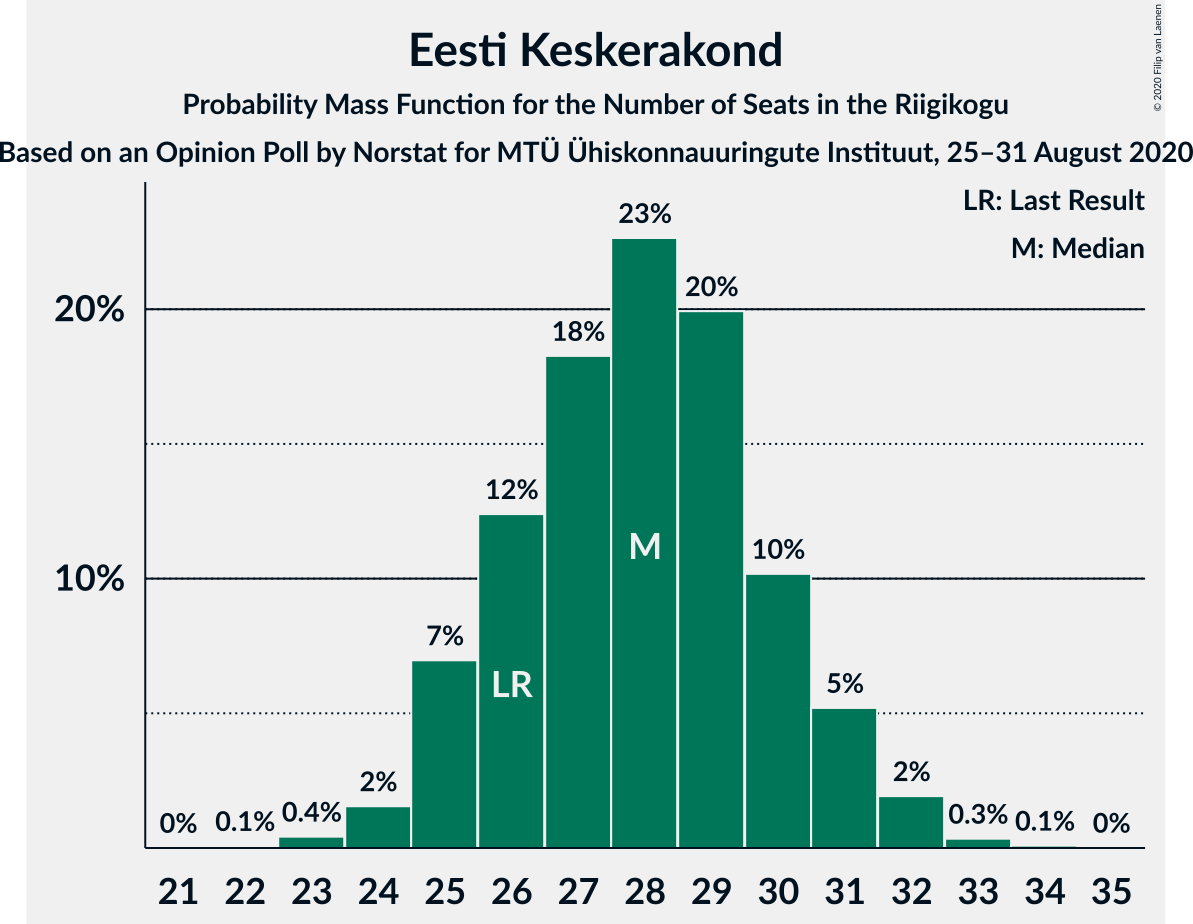 Eesti Keskerakond
Probability Mass Function for the Number of Seats in the Riigikogu
Based on an Opinion Poll by Norstat for MTÜ Ühiskonnauuringute Instituut, 25–31 August 2020
© 2020 Filip van Laenen
LR: Last Result
M: Median
20%
10%
0% 0.1% 0.4% 2% 7% 12% 18% 23% 20% 10% 5% 2% 0.3% 0.1% 0%
LR
M
21 22 23 24 25 26 27 28 29 30 31 32 33 34 35